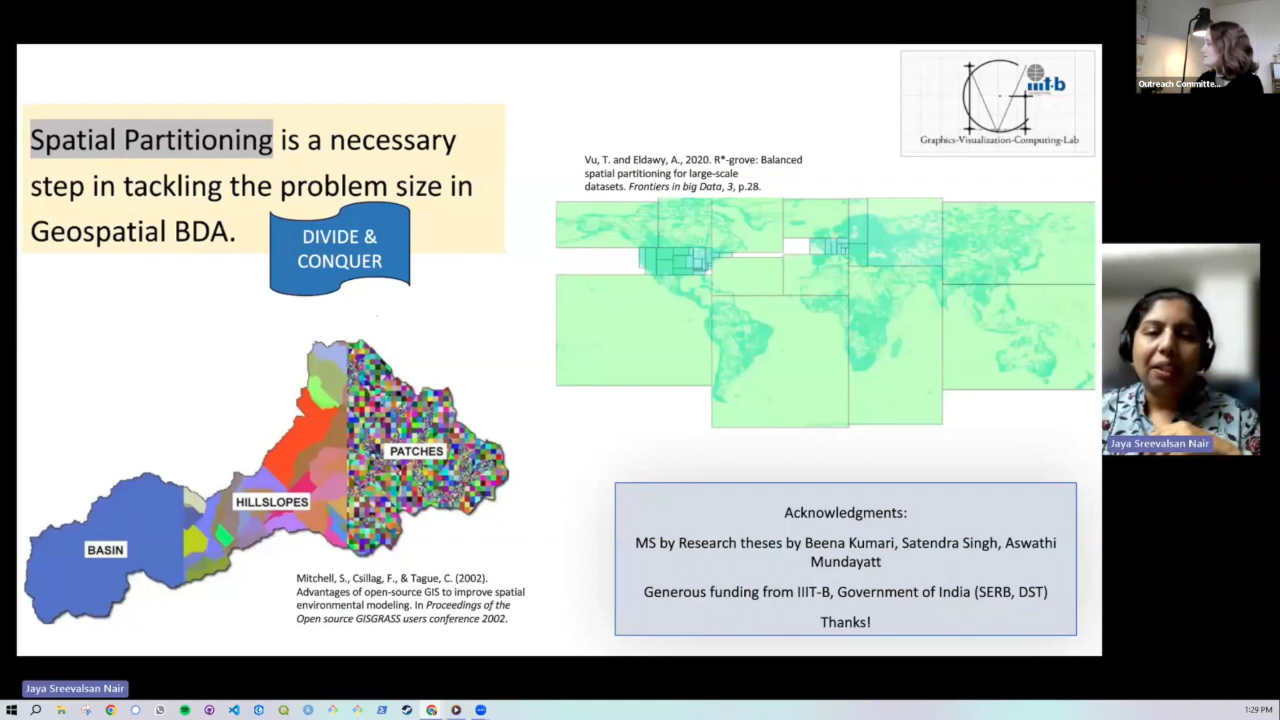 Spatial Partitioning is a necessary
step in tackling the problem size in
Geospatial BDA.
DIVIDE &
CONQUER
BASIN
HILLSLOPES
PATCHES
Mitchell, S., Csillag, F., & Tague, C. (2002).
Advantages of open-source GIS to improve spatial
environmental modeling. In Proceedings of the
Open source GISGRASS users conference 2002.
Vu, T. and Eldawy, A., 2020. R*-grove: Balanced
spatial partitioning for large-scale
datasets. Frontiers in big Data, 3, p.28.
iiit-b
Graphics-Visualization-Computing-Lab
Acknowledgments:
MS by Research theses by Beena Kumari, Satendra Singh, Aswathi
Mundayatt
Generous funding from IIIT-B, Government of India (SERB, DST)
Thanks!
Outreach Committe...
Jaya Sreevalsan Nair
Jaya Sreevalsan Nair
1:29 PM